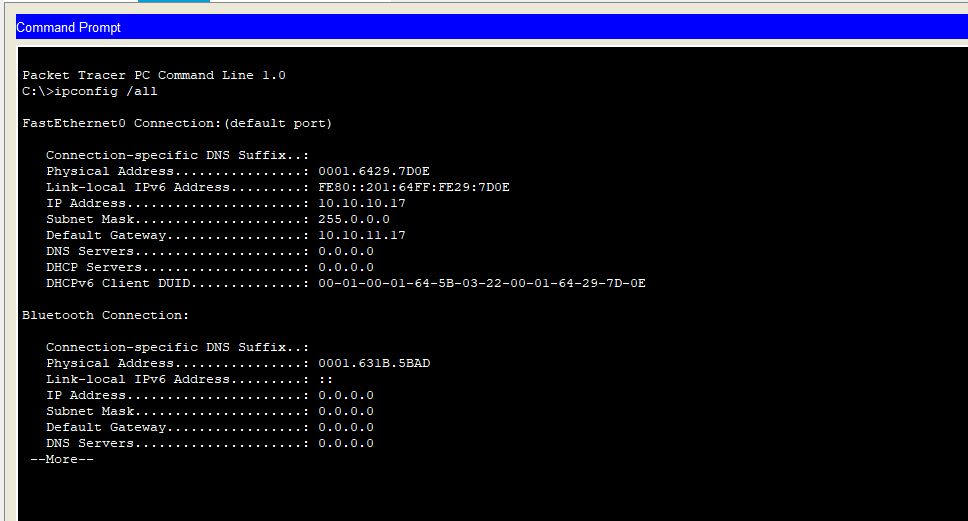 Command Prompt
Packet Tracer PC Command Line 1.0
C:\>ipconfig /all
FastEthernet0 Connection:(default port)
Connection-specific DNS Suffix..:
Physical Address................: 0001.6429.7D0E
Link-local IPv6 Address.........: FE80::201:64FF:FE29:7D0E
IP Address......................: 10.10.10.17
Subnet Mask.....................: 255.0.0.0
Default Gateway.................: 10.10.11.17
DNS Servers.....................: 0.0.0.0
DHCP Servers....................: 0.0.0.0
DHCPv6 Client DUID..............: 00-01-00-01-64-5B-03-22-00-01-64-29-7D-0E
Bluetooth Connection:
Connection-specific DNS Suffix..:
Physical Address................: 0001.631B.5BAD
Link-local IPv6 Address.........: ::
IP Address......................: 0.0.0.0
Subnet Mask.....................: 0.0.0.0
Default Gateway.................: 0.0.0.0
DNS Servers.....................: 0.0.0.0
--More--